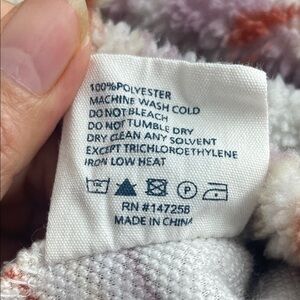 100%POLYESTER
MACHINE WASH COLD
DO NOT BLEACH
DO NOT TUMBLE DRY
DRY CLEAN ANY SOLVENT
EXCEPT TRICHLOROETHYLENE
IRON LOW HEAT
P
RN #147258
MADE IN CHINA